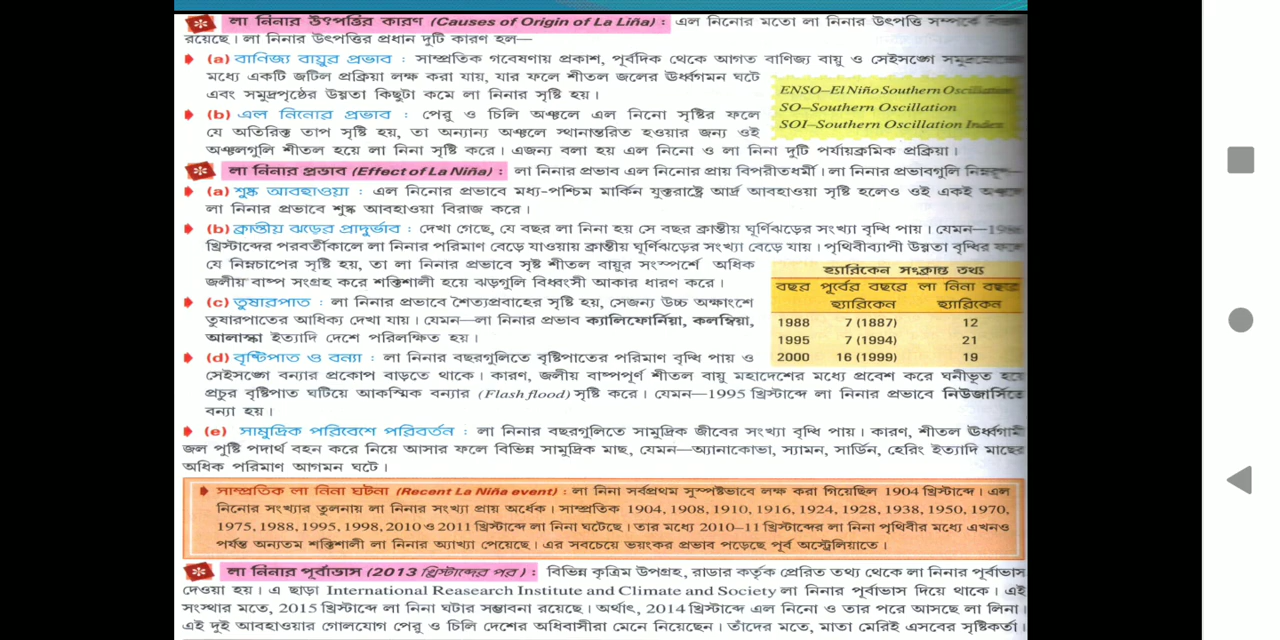 লা নিনার উৎপত্তির কারণ (Causes of Origin of La Liña) : এল নিনোর মতো লা নিনার উৎপত্তি সম্পর্কে
রয়েছে। লা নিনার উৎপত্তির প্রধান দুটি কারণ হল—
(a) বাণিজ্য বায়ুর প্রভাব : সাম্প্রতিক গবেষণায় প্রকাশ, পূর্বদিক থেকে আগত বাণিজ্য বায়ু ও সেইসঙ্গে
মধ্যে একটি জটিল প্রক্রিয়া লক্ষ করা যায়, যার ফলে শীতল জলের ঊর্ধ্বগমন ঘটে
এবং সমুদ্রপৃষ্ঠের উষ্ণতা কিছুটা কমে লা নিনার সৃষ্টি হয়।
ENSO–El Niño Southern Oscillation
SO–Southern Oscillation
SOI–Southern Oscillation Index
(b) এল নিনোর প্রভাব : পেরু ও চিলি অঞ্চলে এল নিনো সৃষ্টির ফলে
যে অতিরিক্ত তাপ সৃষ্টি হয়, তা অন্যান্য অঞ্চলে স্থানান্তরিত হওয়ার জন্য ওই
অঞ্চলগুলি শীতল হয়ে লা নিনা সৃষ্টি করে। এজন্য বলা হয় এল নিনো ও লা নিনা দুটি পর্যায়ক্রমিক প্রক্রিয়া।
লা নিনার প্রভাব (Effect of La Niña) : লা নিনার প্রভাব এল নিনোর প্রায় বিপরীতধর্মী। লা নিনার প্রভাবগুলি নিম্নরূপ—
(a) শুষ্ক আবহাওয়া : এল নিনোর প্রভাবে মধ্য-পশ্চিম মার্কিন যুক্তরাষ্ট্রে আর্দ্র আবহাওয়া সৃষ্টি হলেও ওই একই অঞ্চলে
লা নিনার প্রভাবে শুষ্ক আবহাওয়া বিরাজ করে।
(b) ক্রান্তীয় ঝড়ের প্রাদুর্ভাব : দেখা গেছে, যে বছর লা নিনা হয় সে বছর ক্রান্তীয় ঘূর্ণিঝড়ের সংখ্যা বৃদ্ধি পায়। যেমন—
খ্রিস্টাব্দের পরবর্তীকালে লা নিনার পরিমাণ বেড়ে যাওয়ায় ক্রান্তীয় ঘূর্ণিঝড়ের সংখ্যা বেড়ে যায়। পৃথিবীব্যাপী উষ্ণতা বৃদ্ধির ফলে
যে নিম্নচাপের সৃষ্টি হয়, তা লা নিনার প্রভাবে সৃষ্ট শীতল বায়ুর সংস্পর্শে অধিক
জলীয় বাষ্প সংগ্রহ করে শক্তিশালী হয়ে ঝড়গুলি বিধ্বংসী আকার ধারণ করে।
হ্যারিকেন সংক্রান্ত তথ্য
বছর পূর্বের বছরে লা নিনা বছরে
হ্যারিকেন হ্যারিকেন
1988 7 (1887) 12
1995 7 (1994) 21
2000 16 (1999) 19
(c) তুষারপাত : লা নিনার প্রভাবে শৈত্যপ্রবাহের সৃষ্টি হয়, সেজন্য উচ্চ অক্ষাংশে
তুষারপাতের আধিক্য দেখা যায়। যেমন—লা নিনার প্রভাব ক্যালিফোর্নিয়া, কলম্বিয়া,
আলাস্কা ইত্যাদি দেশে পরিলক্ষিত হয়।
(d) বৃষ্টিপাত ও বন্যা : লা নিনার বছরগুলিতে বৃষ্টিপাতের পরিমাণ বৃদ্ধি পায় ও
সেইসঙ্গে বন্যার প্রকোপ বাড়তে থাকে। কারণ, জলীয় বাষ্পপূর্ণ শীতল বায়ু মহাদেশের মধ্যে প্রবেশ করে ঘনীভূত হয়ে
প্রচুর বৃষ্টিপাত ঘটিয়ে আকস্মিক বন্যার (Flash flood) সৃষ্টি করে। যেমন—1995 খ্রিস্টাব্দে লা নিনার প্রভাবে নিউজার্সিতে
বন্যা হয়।
(e) সামুদ্রিক পরিবেশে পরিবর্তন : লা নিনার বছরগুলিতে সামুদ্রিক জীবের সংখ্যা বৃদ্ধি পায়। কারণ, শীতল ঊর্ধ্বগামী
জল পুষ্টি পদার্থ বহন করে নিয়ে আসার ফলে বিভিন্ন সামুদ্রিক মাছ, যেমন—অ্যানাকোভা, স্যামন, সার্ডিন, হেরিং ইত্যাদি মাছের
অধিক পরিমাণ আগমন ঘটে।
সাম্প্রতিক লা নিনা ঘটনা (Recent La Niña event) : লা নিনা সর্বপ্রথম সুস্পষ্টভাবে লক্ষ করা গিয়েছিল 1904 খ্রিস্টাব্দে। এল
নিনোর সংখ্যার তুলনায় লা নিনার সংখ্যা প্রায় অর্ধেক। সাম্প্রতিক 1904, 1908, 1910, 1916, 1924, 1928, 1938, 1950, 1970,
1975, 1988, 1995, 1998, 2010 ও 2011 খ্রিস্টাব্দে লা নিনা ঘটেছে। তার মধ্যে 2010–11 খ্রিস্টাব্দের লা নিনা পৃথিবীর মধ্যে এখনও
পর্যন্ত অন্যতম শক্তিশালী লা নিনার অ্যাখ্যা পেয়েছে। এর সবচেয়ে ভয়ংকর প্রভাব পড়েছে পূর্ব অস্ট্রেলিয়াতে।
লা নিনার পূর্বাভাস (2013 খ্রিস্টাব্দের পর) : বিভিন্ন কৃত্রিম উপগ্রহ, রাডার কর্তৃক প্রেরিত তথ্য থেকে লা নিনার পূর্বাভাস
দেওয়া হয়। এ ছাড়া International Reasearch Institute and Climate and Society লা নিনার পূর্বাভাস দিয়ে থাকে। এই
সংস্থার মতে, 2015 খ্রিস্টাব্দে লা নিনা ঘটার সম্ভাবনা রয়েছে। অর্থাৎ, 2014 খ্রিস্টাব্দে এল নিনো ও তার পরে আসছে লা লিনা।
এই দুই আবহাওয়ার গোলযোগ পেরু ও চিলি দেশের অধিবাসীরা মেনে নিয়েছেন। তাঁদের মতে, মাতা মেরিই এসবের সৃষ্টিকর্তা।